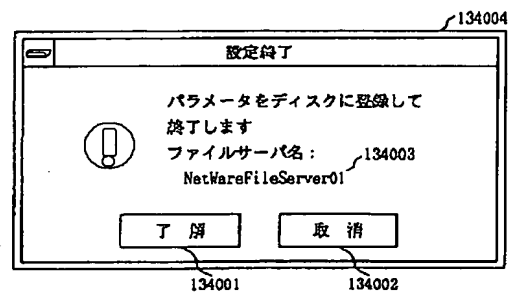 134004
設定終了
パラメータをディスクに登録して
終了します
ファイルサーバ名：
134003
NetWareFileServer01
了 解
取 消
134001
134002